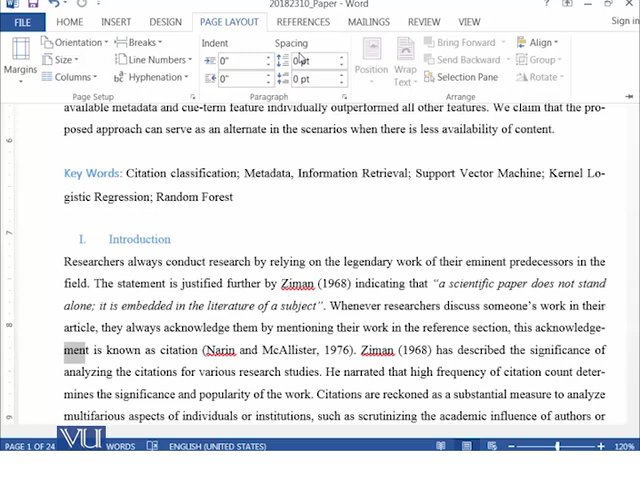 20182310_Paper - Word
FILE HOME INSERT DESIGN PAGE LAYOUT REFERENCES MAILINGS REVIEW VIEW Sign in
Orientation Breaks Indent Spacing Bring Forward Align
Size Line Numbers 0" 0 pt Send Backward Group
Margins Columns Hyphenation 0" 0 pt Position Wrap Text Selection Pane Rotate
Page Setup Paragraph Arrange
available metadata and cue-term feature individually outperformed all other features. We claim that the pro-
posed approach can serve as an alternate in the scenarios when there is less availability of content.
Key Words: Citation classification; Metadata, Information Retrieval; Support Vector Machine; Kernel Lo-
gistic Regression; Random Forest
I. Introduction
Researchers always conduct research by relying on the legendary work of their eminent predecessors in the
field. The statement is justified further by Ziman (1968) indicating that “a scientific paper does not stand
alone; it is embedded in the literature of a subject”. Whenever researchers discuss someone’s work in their
article, they always acknowledge them by mentioning their work in the reference section, this acknowledge-
ment is known as citation (Narin and McAllister, 1976). Ziman (1968) has described the significance of
analyzing the citations for various research studies. He narrated that high frequency of citation count deter-
mines the significance and popularity of the work. Citations are reckoned as a substantial measure to analyze
multifarious aspects of individuals or institutions, such as scrutinizing the academic influence of authors or
6
7
8
9
PAGE 1 OF 24 WORDS ENGLISH (UNITED STATES) 120%
VU